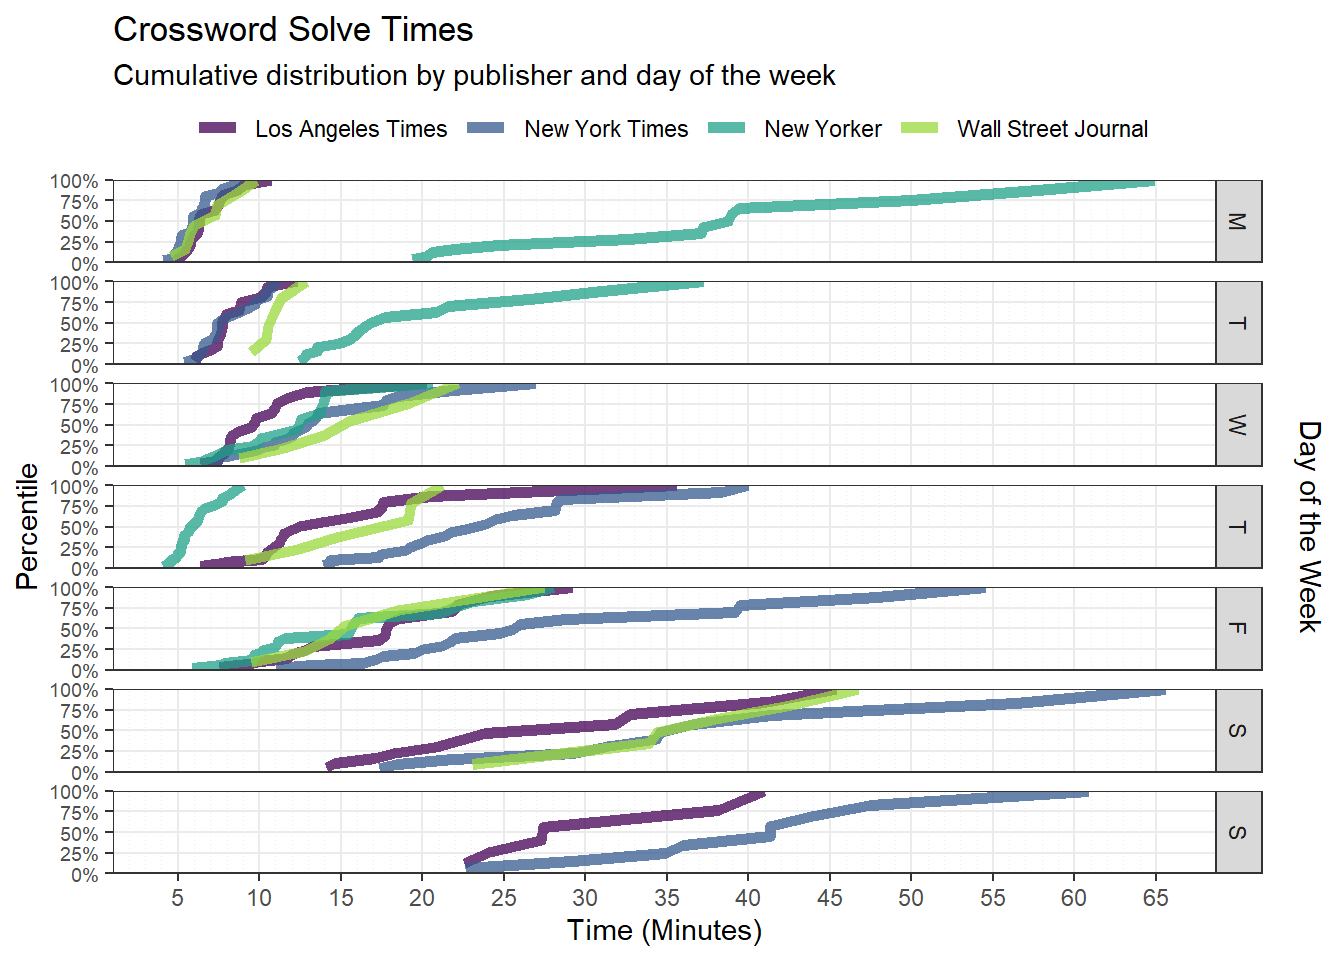 Crossword Solve Times
Cumulative distribution by publisher and day of the week
Los Angeles Times New York Times New Yorker Wall Street Journal
Percentile
100%
75%
50%
25%
0%
M
100%
75%
50%
25%
0%
T
100%
75%
50%
25%
0%
W
100%
75%
50%
25%
0%
T
100%
75%
50%
25%
0%
F
100%
75%
50%
25%
0%
S
100%
75%
50%
25%
0%
S
Day of the Week
5 10 15 20 25 30 35 40 45 50 55 60 65
Time (Minutes)